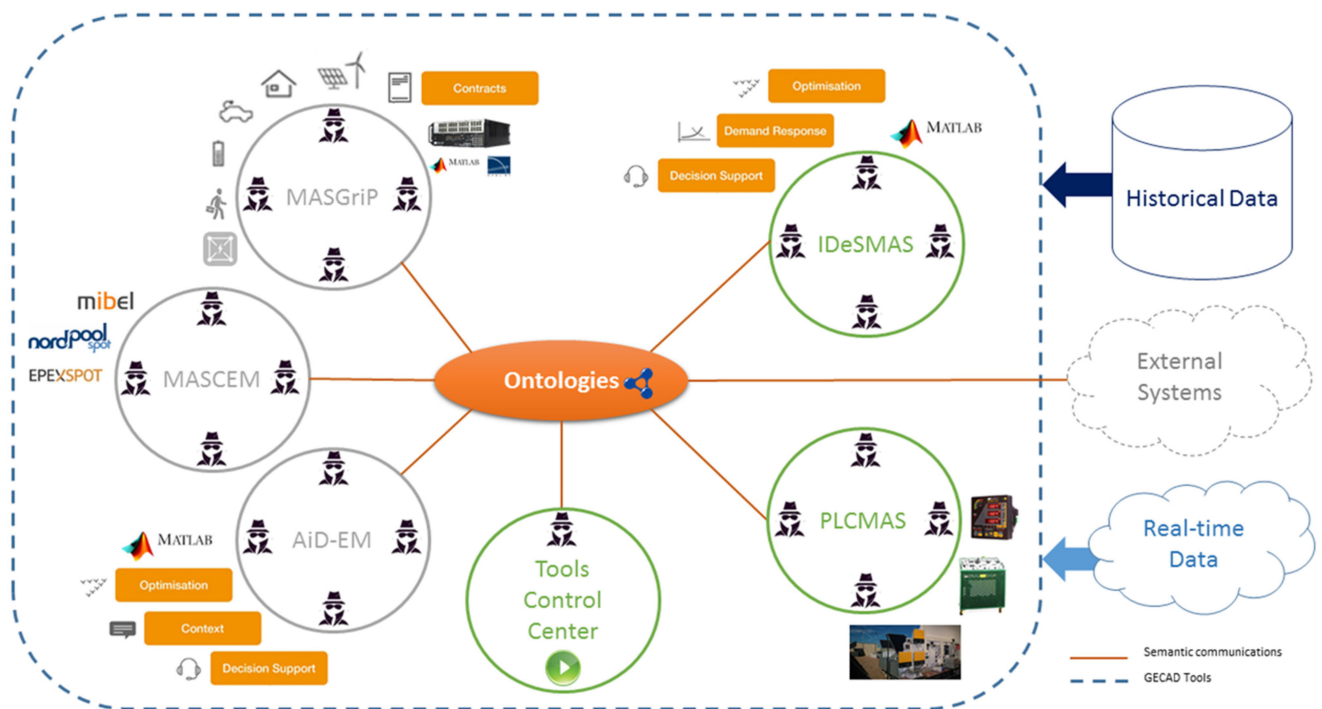 Contracts
MATLAB
MASGriP
Optimisation
Demand Response
MATLAB
Decision Support
IDeSMAS
Historical Data
mibel
nordpool
spot
EPEXSPOT
MASCEM
Ontologies
External
Systems
AiD-EM
MATLAB
Optimisation
Context
Decision Support
Tools
Control
Center
PLCMAS
Real-time
Data
Semantic communications
GECAD Tools